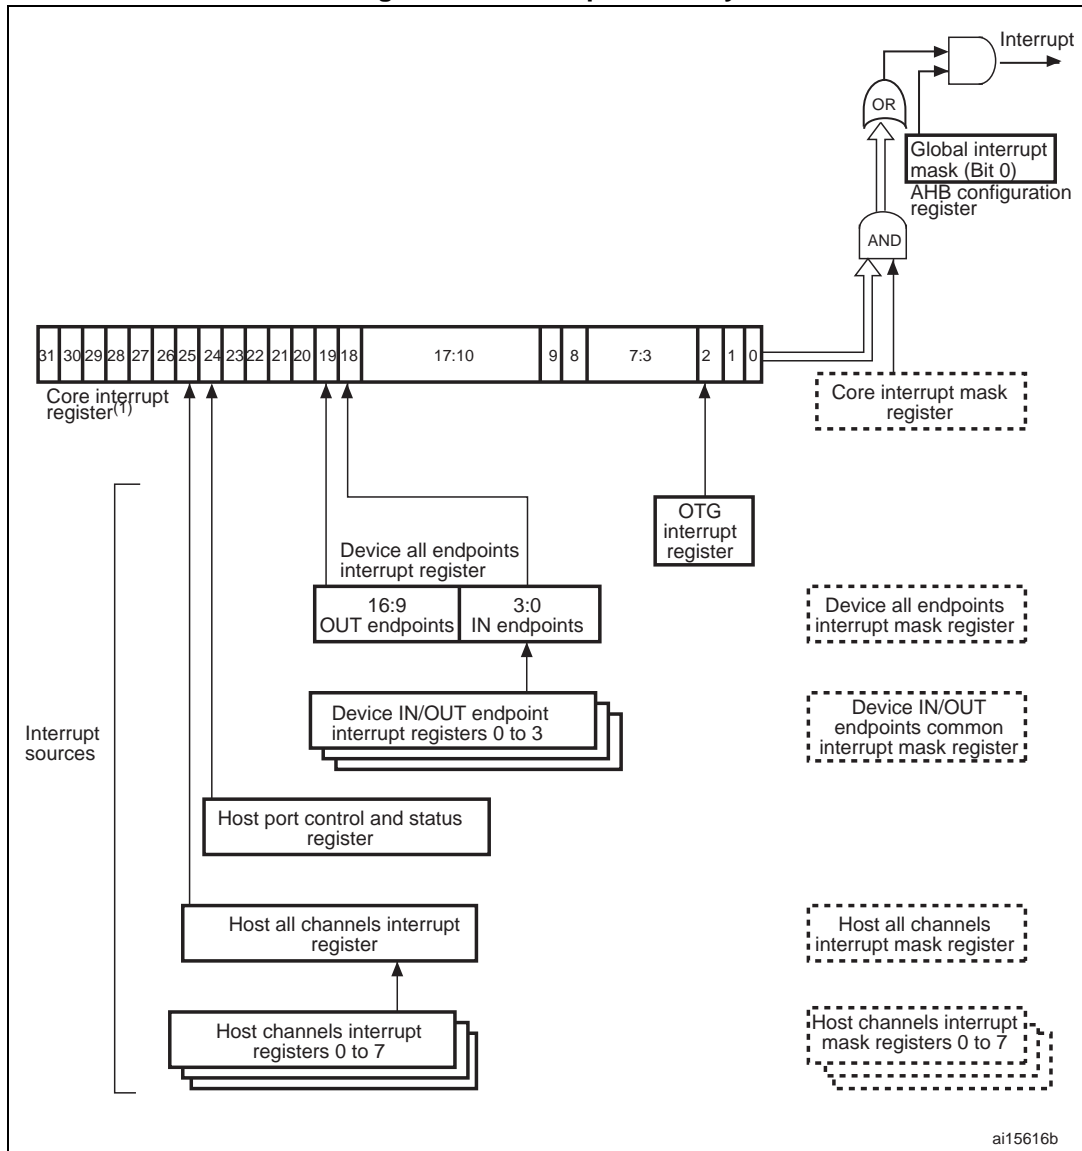 Interrupt
OR
Global interrupt
mask (Bit 0)
AHB configuration
register
AND
31 30 29 28 27 26 25 24 23 22 21 20 19 18 17:10 9 8 7:3 2 1 0
Core interrupt
register(1)
Core interrupt mask
register
OTG
interrupt
register
Device all endpoints
interrupt register
16:9
OUT endpoints
3:0
IN endpoints
Device all endpoints
interrupt mask register
Device IN/OUT endpoint
interrupt registers 0 to 3
Device IN/OUT
endpoints common
interrupt mask register
Interrupt
sources
Host port control and status
register
Host all channels interrupt
register
Host all channels
interrupt mask register
Host channels interrupt
registers 0 to 7
Host channels interrupt
mask registers 0 to 7
ai15616b